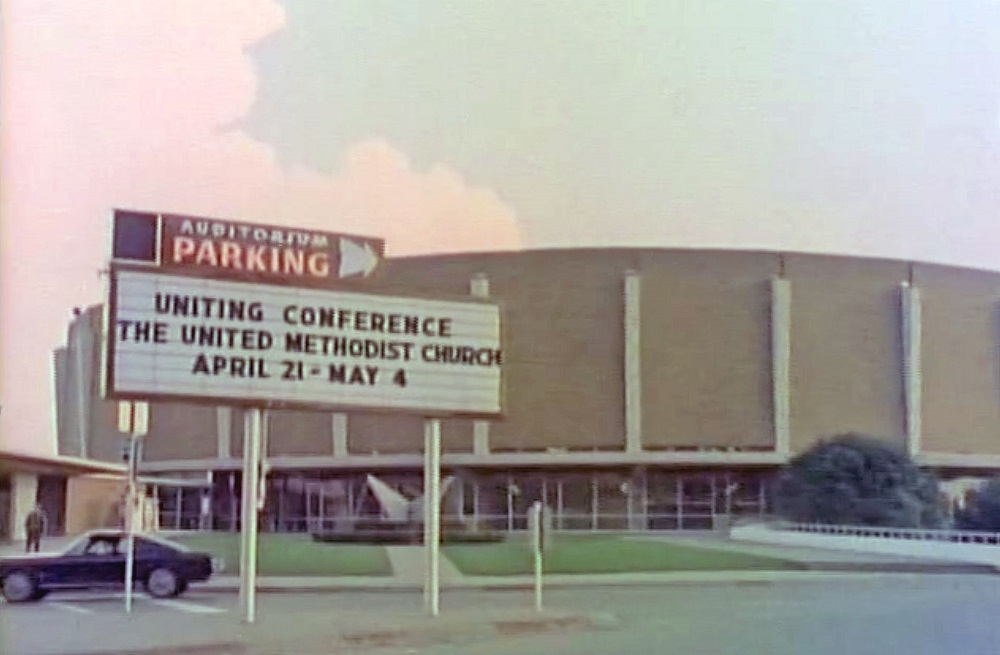 AUDITORIUM
PARKING
UNITING CONFERENCE
THE UNITED METHODIST CHURCH
APRIL 21 - MAY 4